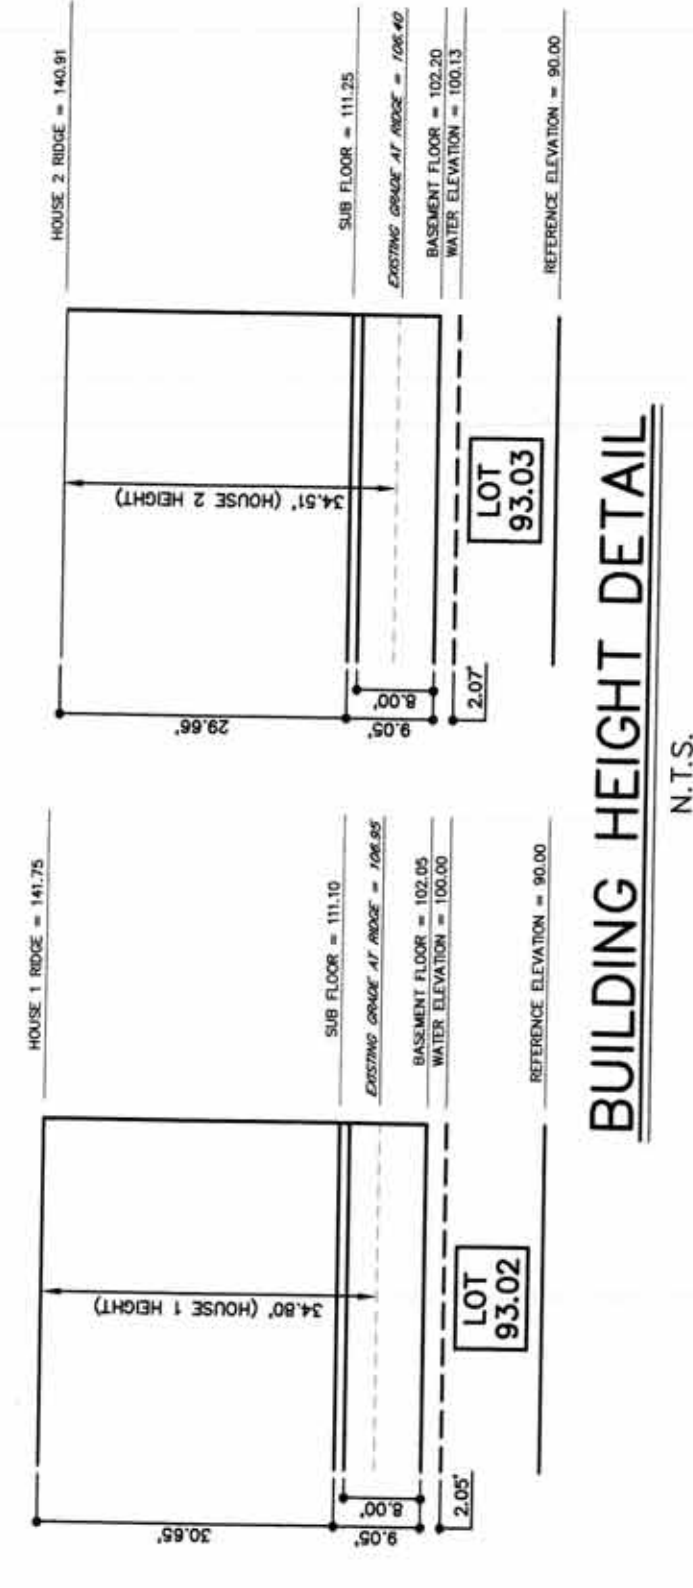 HOUSE 1 RIDGE = 141.75
SUB FLOOR = 111.10
EXISTING GRADE AT RIDGE = 106.95
BASEMENT FLOOR = 102.05
WATER ELEVATION = 100.00
REFERENCE ELEVATION = 90.00
30.65'
9.05'
8.00'
2.05'
34.80' (HOUSE 1 HEIGHT)
LOT
93.02
HOUSE 2 RIDGE = 140.91
SUB FLOOR = 111.25
EXISTING GRADE AT RIDGE = 106.40
BASEMENT FLOOR = 102.20
WATER ELEVATION = 100.13
REFERENCE ELEVATION = 90.00
29.66'
9.05'
8.00'
2.07'
34.51' (HOUSE 2 HEIGHT)
LOT
93.03
BUILDING HEIGHT DETAIL
N.T.S.